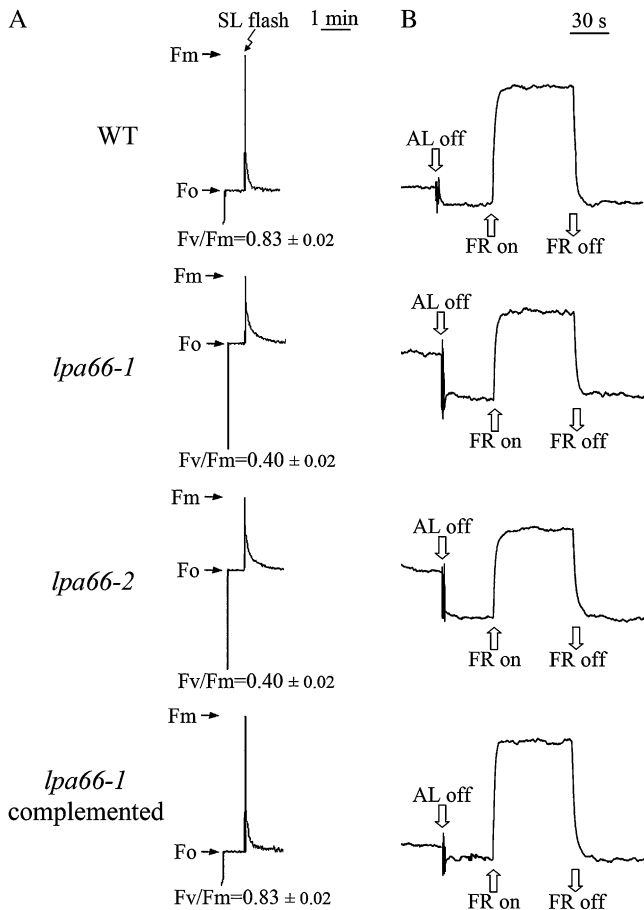 A
SL flash
1 min
B
30 s
Fm
WT
Fo
Fv/Fm=0.83 ± 0.02
AL off
FR on
FR off
Fm
lpa66-1
Fo
Fv/Fm=0.40 ± 0.02
AL off
FR on
FR off
Fm
lpa66-2
Fo
Fv/Fm=0.40 ± 0.02
AL off
FR on
FR off
Fm
lpa66-1
complemented
Fo
Fv/Fm=0.83 ± 0.02
AL off
FR on
FR off